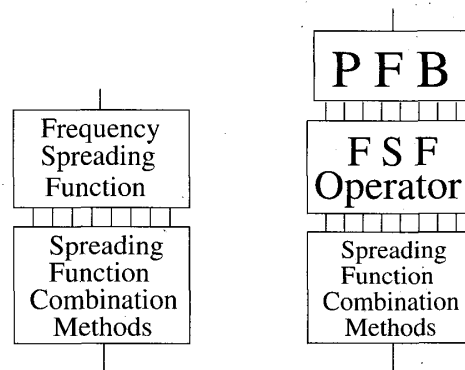 Frequency
Spreading
Function
Spreading
Function
Combination
Methods
P F B
F S F
Operator
Spreading
Function
Combination
Methods